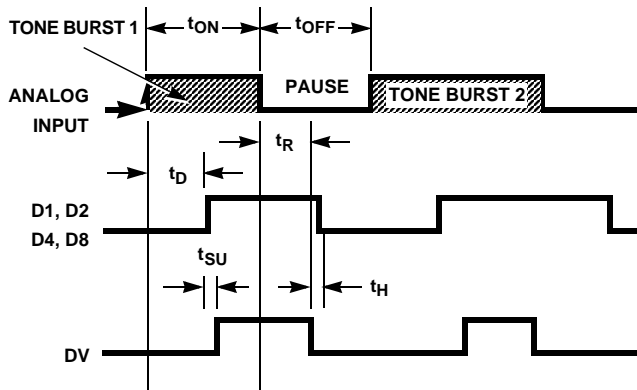 TONE BURST 1
tON
tOFF
ANALOG
INPUT
PAUSE
TONE BURST 2
tR
tD
D1, D2
D4, D8
tSU
tH
DV